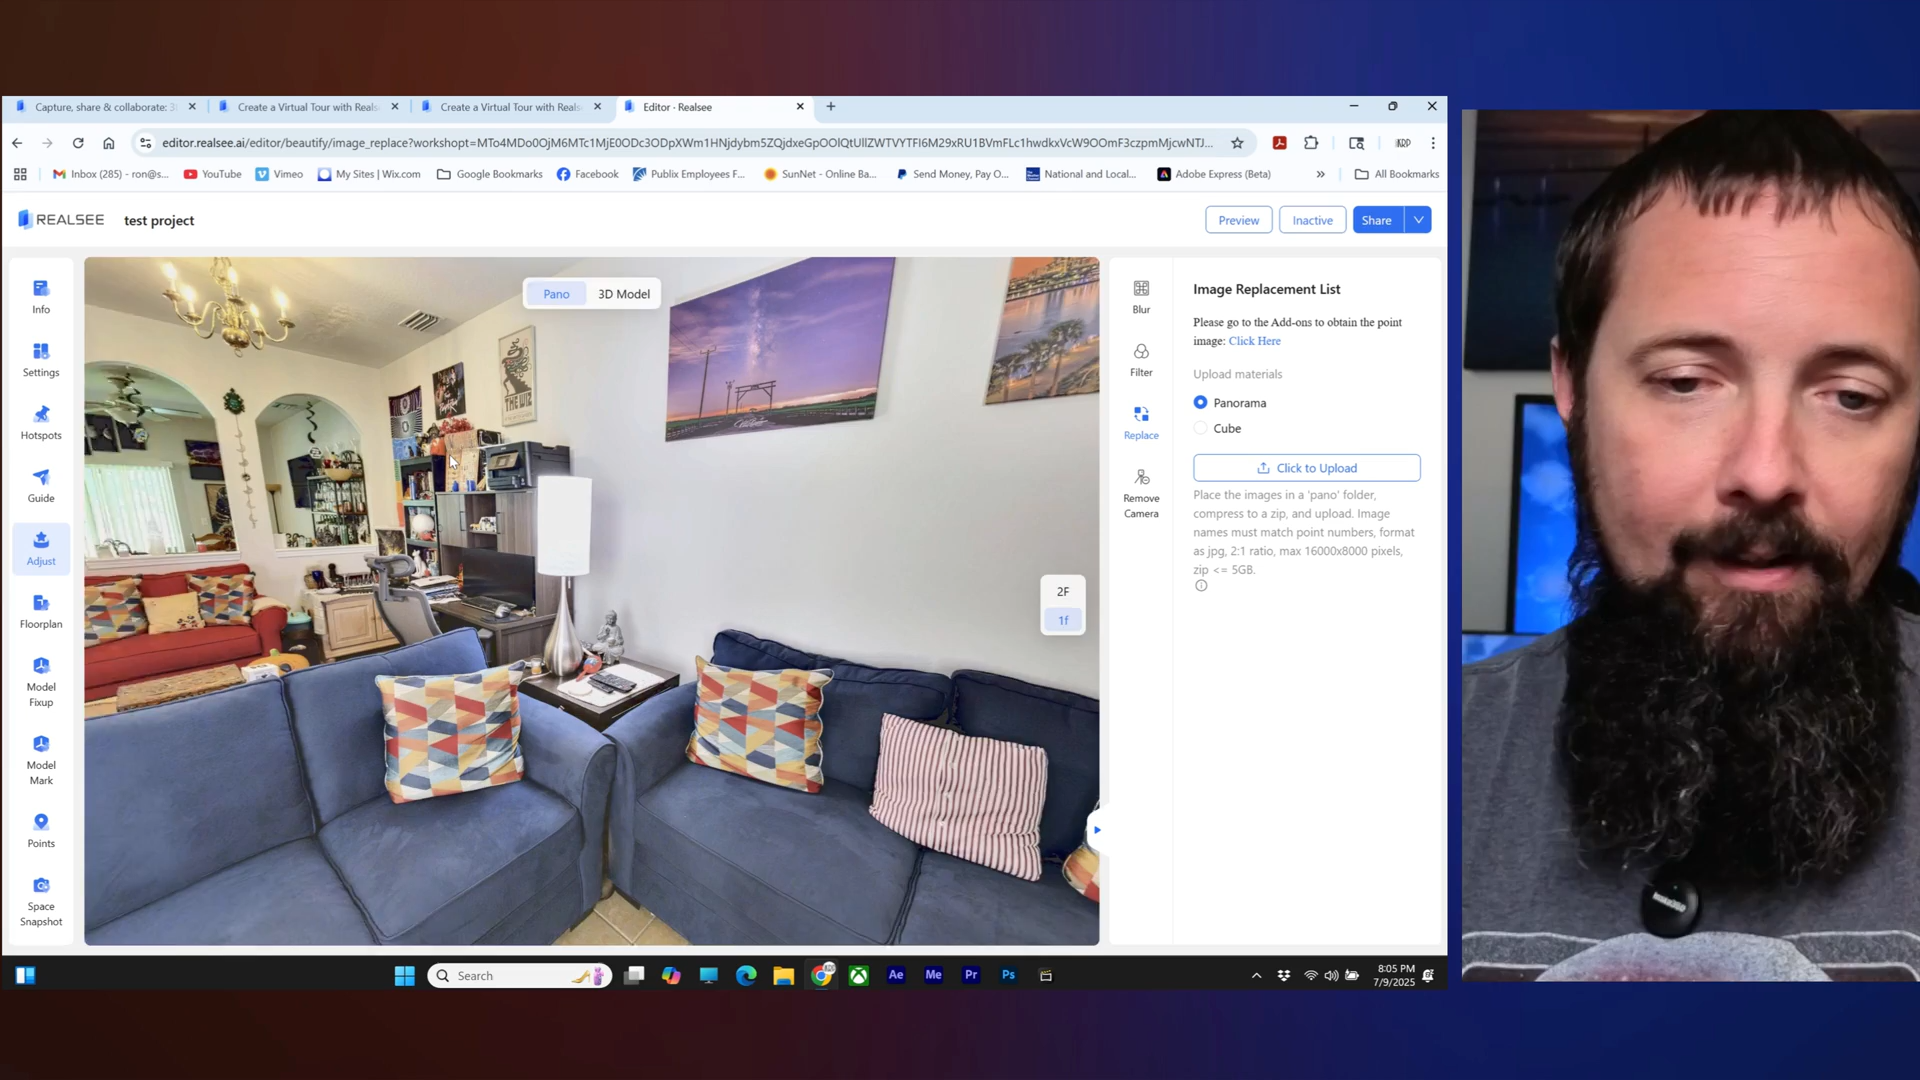 Capture, share & collaborate: 3
Create a Virtual Tour with Reals
Create a Virtual Tour with Reals
Editor - Realsee
editor.realsee.ai/editor/beautify/image_replace?workshopt=
Inbox (285) - ron@s...
YouTube
Vimeo
My Sites | Wix.com
Google Bookmarks
Facebook
Publix Employees F...
SunNet - Online Ba...
Send Money, Pay O...
National and Local...
Adobe Express (Beta)
»
All Bookmarks
REALSEE
test project
Preview
Inactive
Share
Info
Settings
Hotspots
Guide
Adjust
Floorplan
Model
Fixup
Model
Mark
Points
Space
Snapshot
Pano
3D Model
THE WIZ
2F
1f
Blur
Filter
Replace
Remove
Camera
Image Replacement List
Please go to the Add-ons to obtain the point
image: Click Here
Upload materials
Panorama
Cube
Click to Upload
Place the images in a 'pano' folder,
compress to a zip, and upload. Image
names must match point numbers, format
as jpg, 2:1 ratio, max 16000x8000 pixels,
zip <= 5GB.
Search
Ae
Me
Pr
Ps
8:05 PM
7/9/2025
Insta360